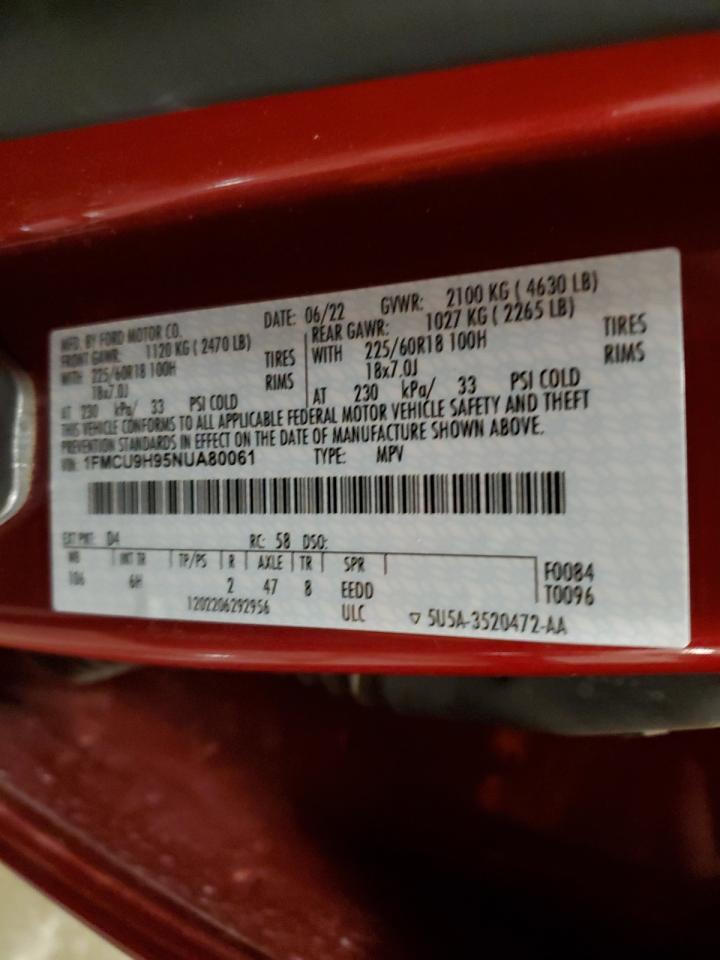 MFD. BY FORD MOTOR CO.
DATE: 06/22 GVWR: 2100 KG ( 4630 LB)
FRONT GAWR: 1120 KG ( 2470 LB)
WITH 225/60R18 100H TIRES
18x7.0J RIMS
AT 230 kPa/ 33 PSI COLD
REAR GAWR: 1027 KG ( 2265 LB)
WITH 225/60R18 100H TIRES
18x7.0J RIMS
AT 230 kPa/ 33 PSI COLD
THIS VEHICLE CONFORMS TO ALL APPLICABLE FEDERAL MOTOR VEHICLE SAFETY AND THEFT
PREVENTION STANDARDS IN EFFECT ON THE DATE OF MANUFACTURE SHOWN ABOVE.
VIN: 1FMCU9H95NUA80061 TYPE: MPV
EXT PNT: D4 RC: 58 DSO:
WB INT TR TP/PS R AXLE TR SPR
106 6H 2 47 8 EEDD
F0084
T0096
1202206292956 ULC ▽ 5U5A-3520472-AA